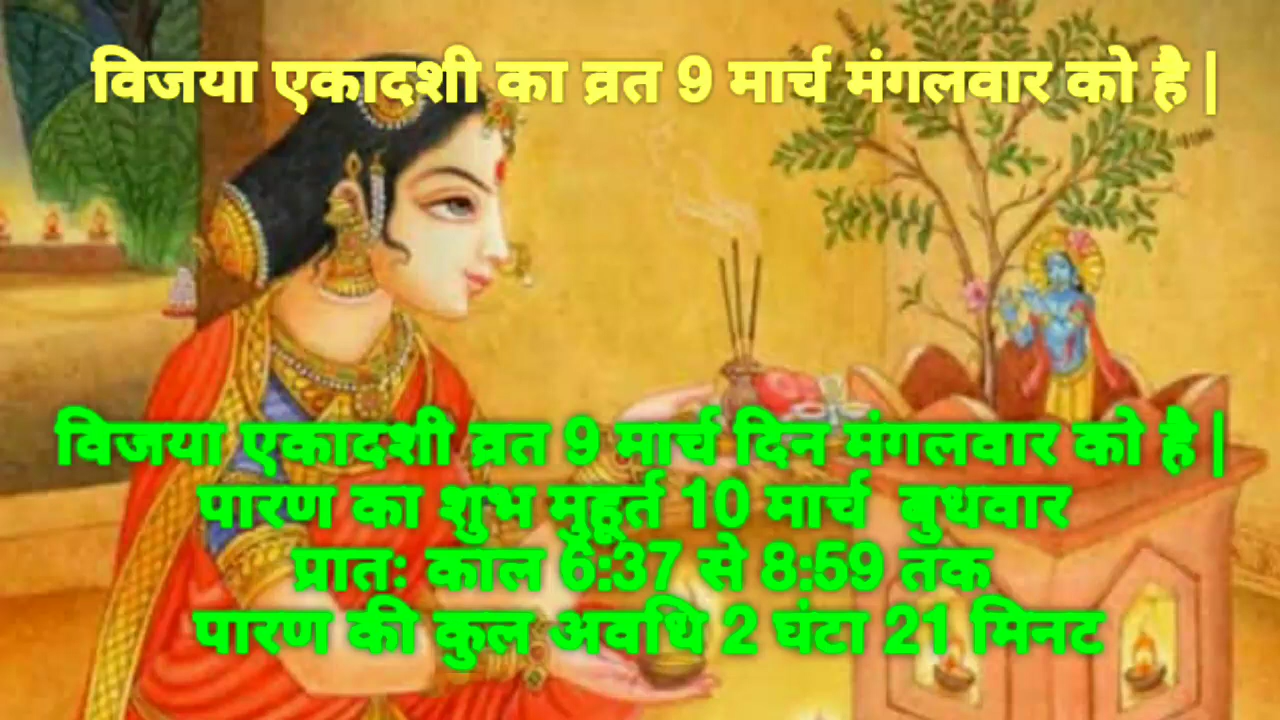 विजया एकादशी का व्रत 9 मार्च मंगलवार को है |
विजया एकादशी व्रत 9 मार्च दिन मंगलवार को है |
पारण का शुभ मुहूर्त 10 मार्च बुधवार
प्रातः काल 6:37 से 8:59 तक
पारण की कुल अवधि 2 घंटा 21 मिनट